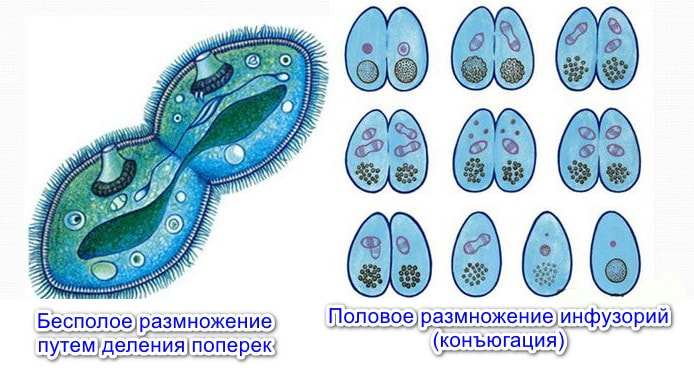 Бесполое размножение
путем деления поперек
Половое размножение инфузорий
(конъюгация)